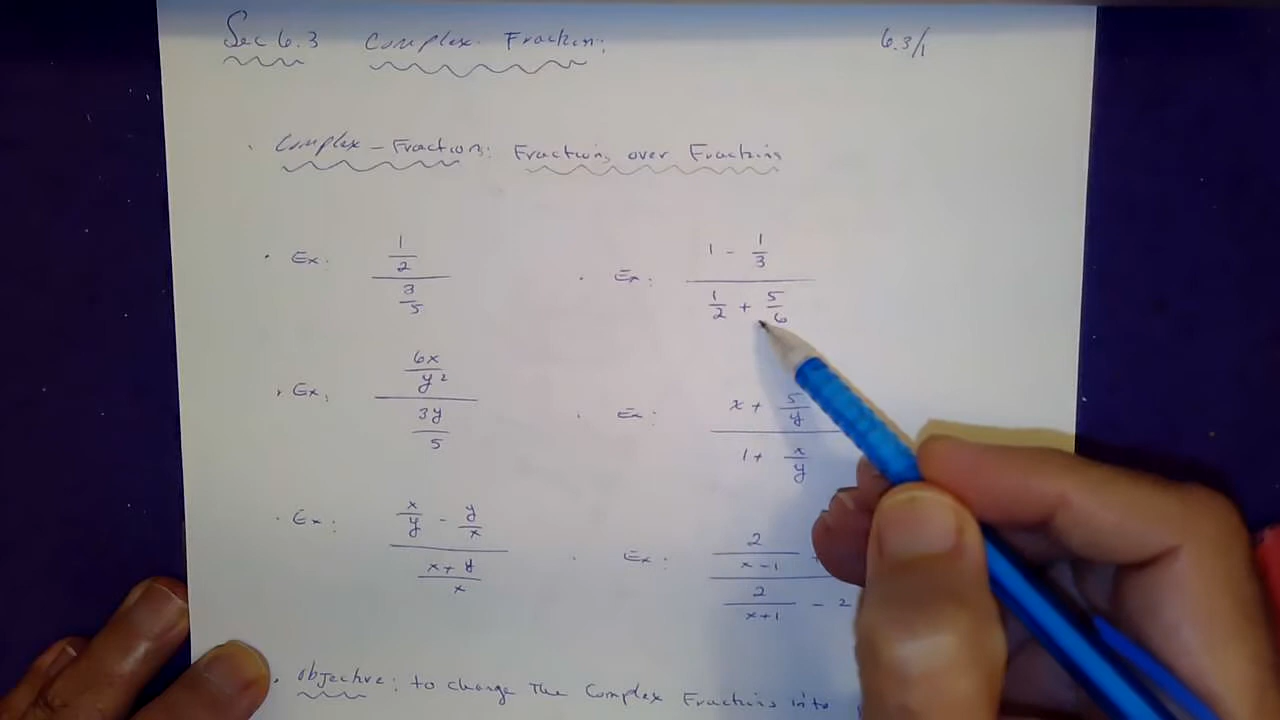 Sec 6.3 Complex Fractions 6.3/1
Complex-Fractions: Fractions over Fractions
Ex: 1/2 / 3/5
Ex: 1 - 1/3 / 1/2 + 5/6
Ex: 6x/y² / 3y/5
Ex: x + 5/y / 1 + x/y
Ex: x/y - y/x / x+y/x
Ex: 2/x-1 / 2/x+1 - 2
Objective: to change The Complex Fractions into